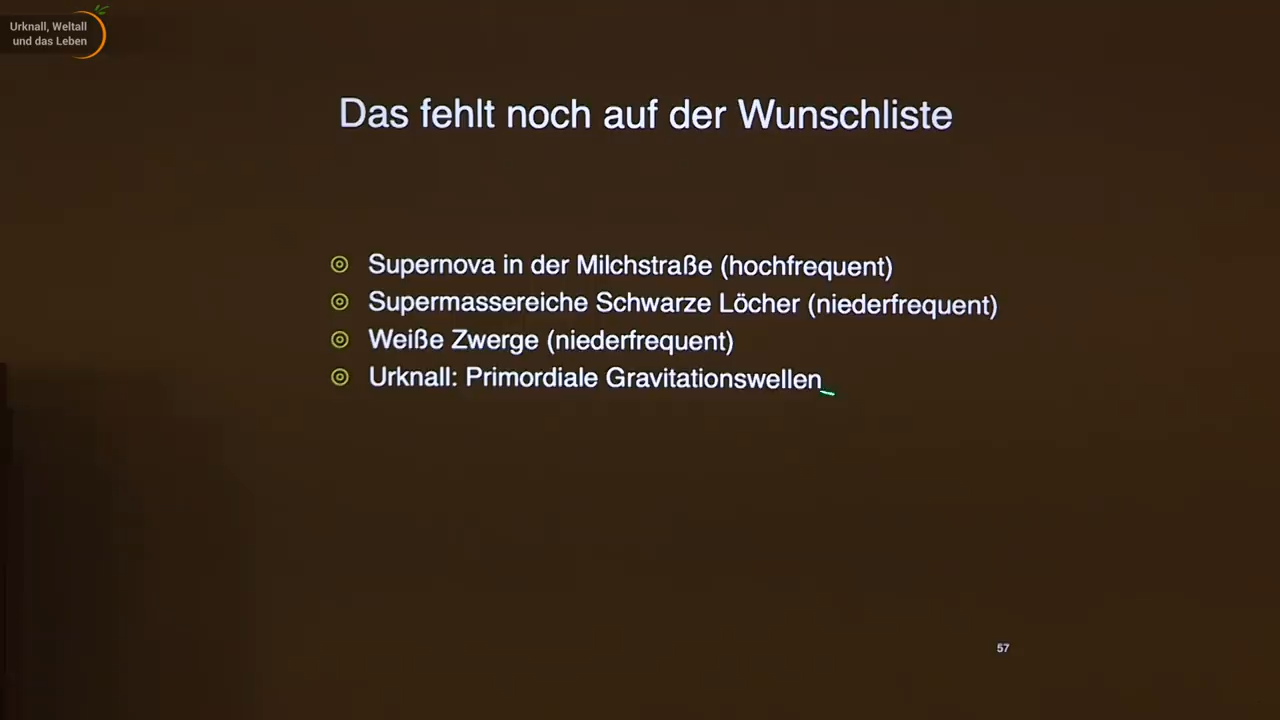 Urknall, Weltall
und das Leben
Das fehlt noch auf der Wunschliste
Supernova in der Milchstraße (hochfrequent)
Supermassereiche Schwarze Löcher (niederfrequent)
Weiße Zwerge (niederfrequent)
Urknall: Primordiale Gravitationswellen
57